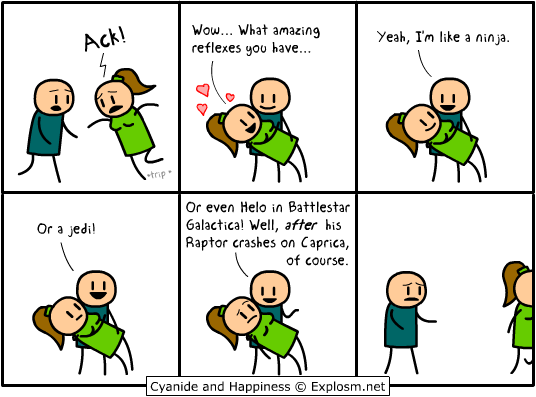 Ack!
*trip*
Wow... What amazing
reflexes you have...
Yeah, I'm like a ninja.
Or a jedi!
Or even Helo in Battlestar
Galactica! Well, after his
Raptor crashes on Caprica,
of course.
Cyanide and Happiness © Explosm.net